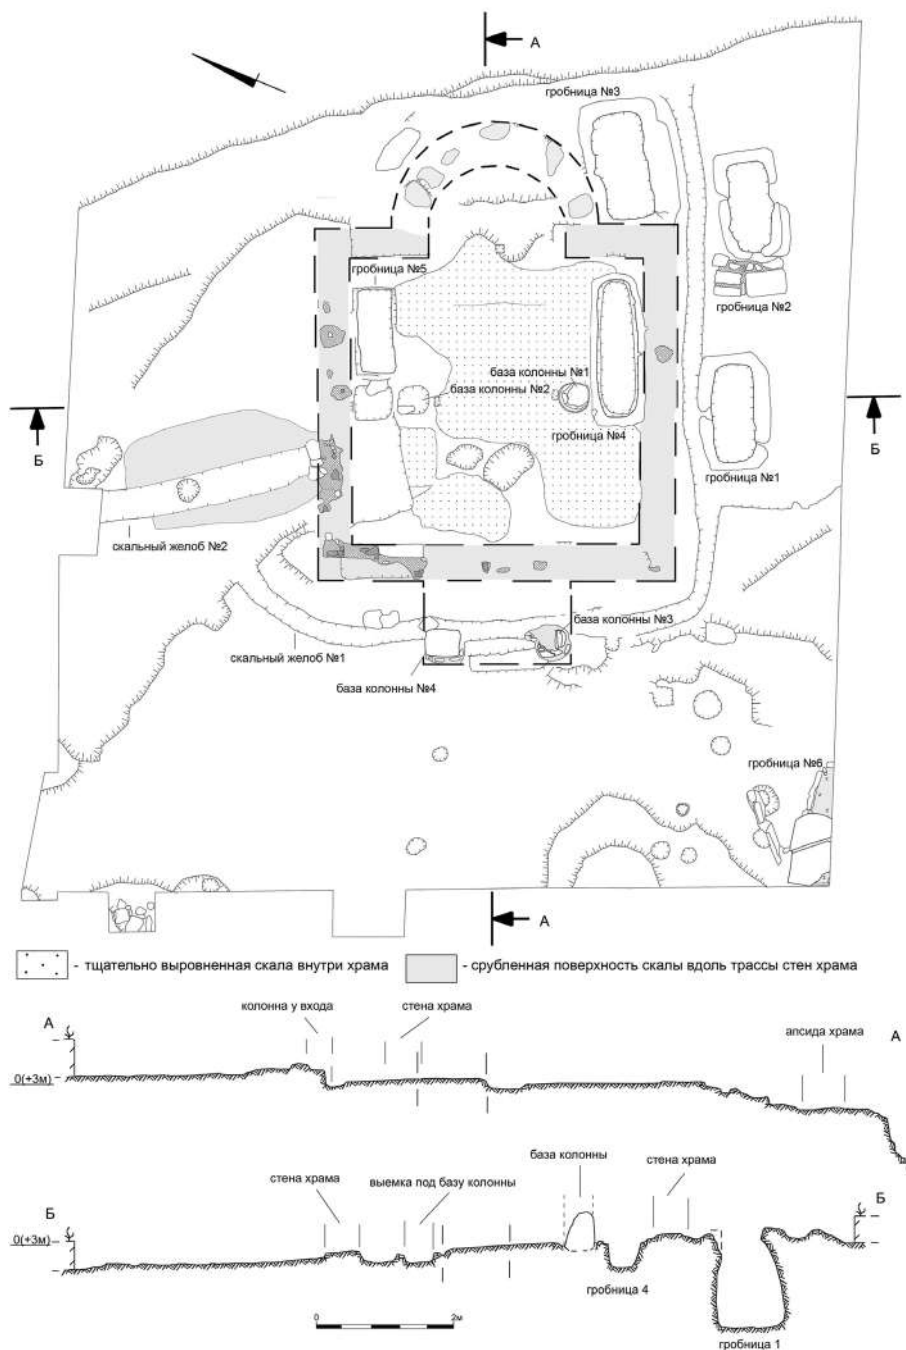 А
гробница №3
гробница №5
гробница №2
база колонны №1
база колонны №2
Б
гробница №4
Б
гробница №1
скальный желоб №2
база колонны №3
скальный желоб №1
база колонны №4
гробница №6
А
- тщательно выровненная скала внутри храма
- срубленная поверхность скалы вдоль трассы стен храма
колонна у входа
стена храма
апсида храма
А
А
0(+3м)
база колонны
стена храма
стена храма
выемка под базу колонны
Б
Б
0(+3м)
гробница 4
0
2м
гробница 1